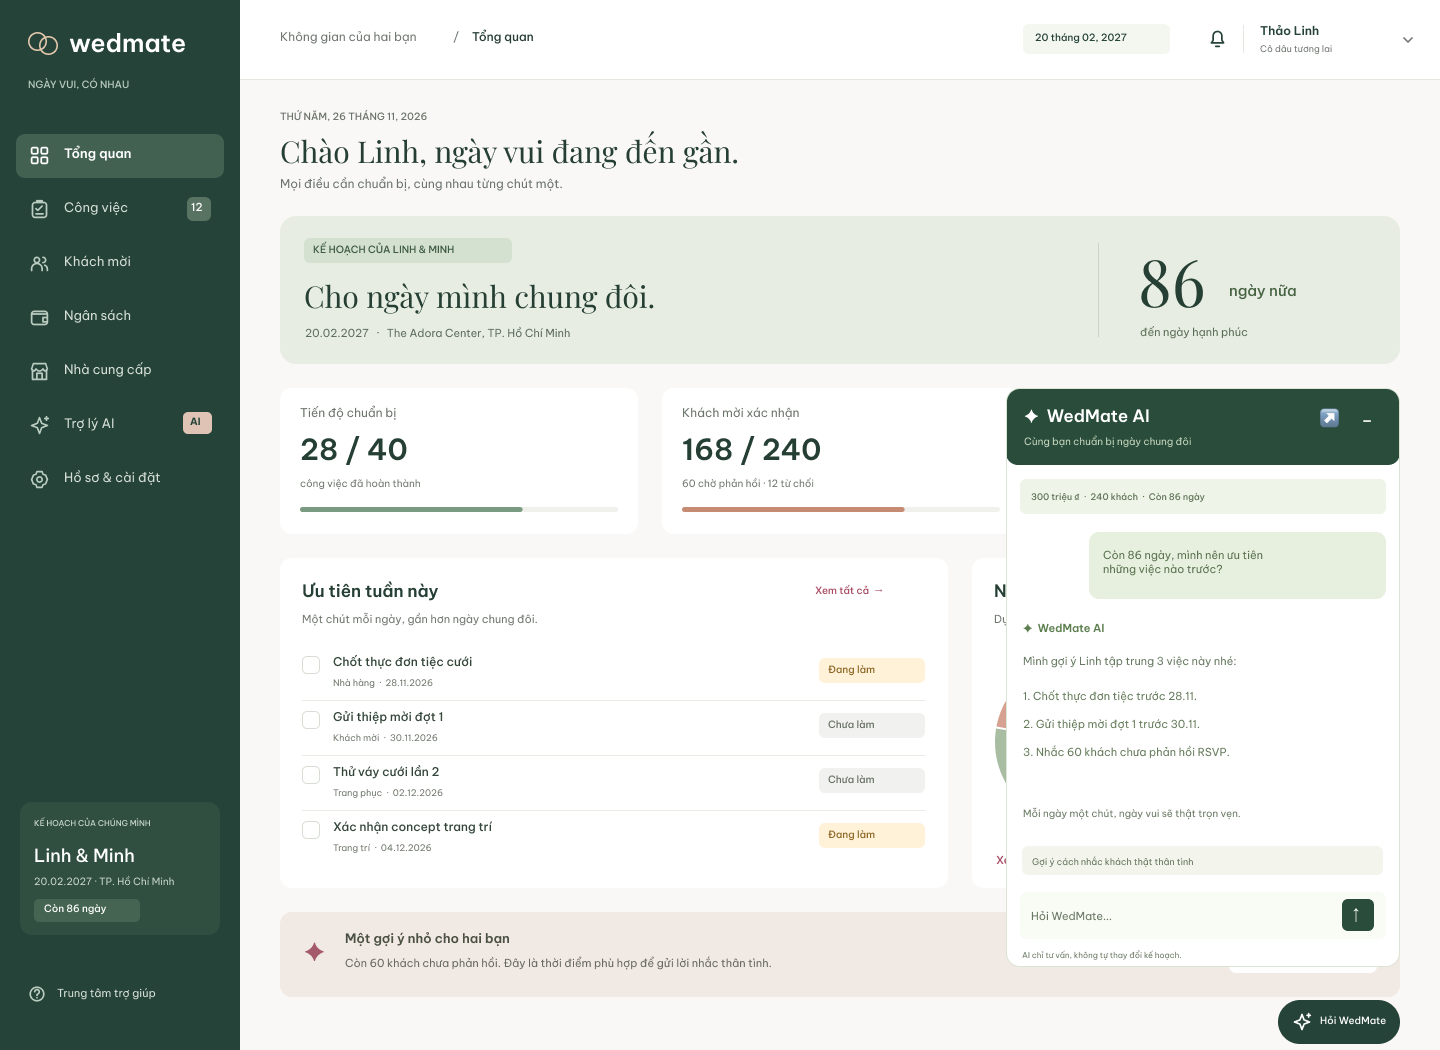 wedmate
NGÀY VUI, CÓ NHAU
Tổng quan
Công việc
12
Khách mời
Ngân sách
Nhà cung cấp
Trợ lý AI
AI
Hồ sơ & cài đặt
KẾ HOẠCH CỦA CHÚNG MÌNH
Linh & Minh
20.02.2027 · TP. Hồ Chí Minh
Còn 86 ngày
Trung tâm trợ giúp
Không gian của hai bạn / Tổng quan
20 tháng 02, 2027
Thảo Linh
Cô dâu tương lai
THỨ NĂM, 26 THÁNG 11, 2026
Chào Linh, ngày vui đang đến gần.
Mọi điều cần chuẩn bị, cùng nhau từng chút một.
KẾ HOẠCH CỦA LINH & MINH
Cho ngày mình chung đôi.
20.02.2027 · The Adora Center, TP. Hồ Chí Minh
86 ngày nữa
đến ngày hạnh phúc
Tiến độ chuẩn bị
28 / 40
công việc đã hoàn thành
Khách mời xác nhận
168 / 240
60 chờ phản hồi · 12 từ chối
Ưu tiên tuần này
Xem tất cả →
Một chút mỗi ngày, gần hơn ngày chung đôi.
Chốt thực đơn tiệc cưới
Nhà hàng · 28.11.2026
Đang làm
Gửi thiệp mời đợt 1
Khách mời · 30.11.2026
Chưa làm
Thử váy cưới lần 2
Trang phục · 02.12.2026
Chưa làm
Xác nhận concept trang trí
Trang trí · 04.12.2026
Đang làm
Một gợi ý nhỏ cho hai bạn
Còn 60 khách chưa phản hồi. Đây là thời điểm phù hợp để gửi lời nhắc thân tình.
WedMate AI
Cùng bạn chuẩn bị ngày chung đôi
300 triệu đ · 240 khách · Còn 86 ngày
Còn 86 ngày, mình nên ưu tiên
những việc nào trước?
WedMate AI
Mình gợi ý Linh tập trung 3 việc này nhé:
1. Chốt thực đơn tiệc trước 28.11.
2. Gửi thiệp mời đợt 1 trước 30.11.
3. Nhắc 60 khách chưa phản hồi RSVP.
Mỗi ngày một chút, ngày vui sẽ thật trọn vẹn.
Gợi ý cách nhắc khách thật thân tình
Hỏi WedMate...
AI chỉ tư vấn, không tự thay đổi kế hoạch.
Hỏi WedMate